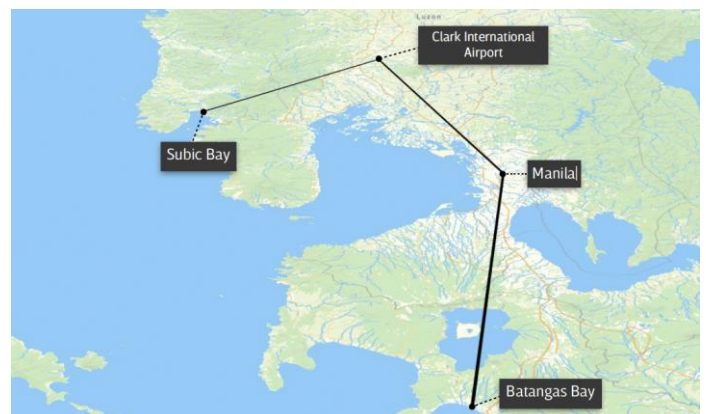 Luzon
Clark International
Airport
Subic Bay
Manila
Batangas Bay